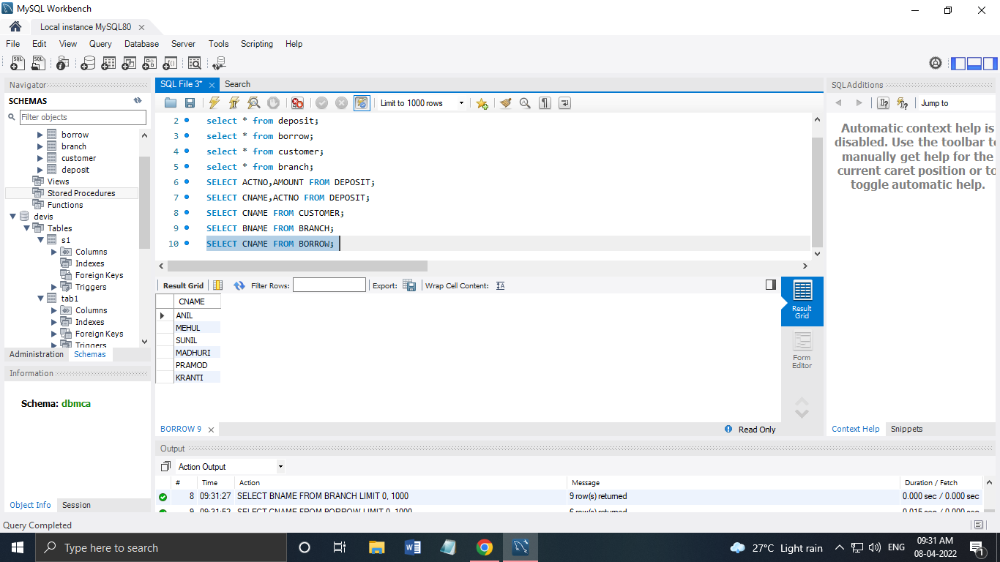 MySQL Workbench
Local instance MySQL80
File Edit View Query Database Server Tools Scripting Help
Navigator
SCHEMAS
Filter objects
borrow
branch
customer
deposit
Views
Stored Procedures
Functions
devis
Tables
s1
Columns
Indexes
Foreign Keys
Triggers
tab1
Columns
Indexes
Foreign Keys
Triggers
Administration Schemas
Information
Schema: dbmca
Object Info Session
SQL File 3* Search
Limit to 1000 rows
2 select * from deposit;
3 select * from borrow;
4 select * from customer;
5 select * from branch;
6 SELECT ACTNO,AMOUNT FROM DEPOSIT;
7 SELECT CNAME,ACTNO FROM DEPOSIT;
8 SELECT CNAME FROM CUSTOMER;
9 SELECT BNAME FROM BRANCH;
10 SELECT CNAME FROM BORROW;
Result Grid Filter Rows: Export: Wrap Cell Content:
CNAME
ANIL
MEHUL
SUNIL
MADHURI
PRAMOD
KRANTI
Result
Grid
Form
Editor
BORROW 9 Read Only
SQLAdditions
Jump to
Automatic context help is
disabled. Use the toolbar to
manually get help for the
current caret position or to
toggle automatic help.
Context Help Snippets
Output
Action Output
# Time Action Message Duration / Fetch
8 09:31:27 SELECT BNAME FROM BRANCH LIMIT 0, 1000 9 row(s) returned 0.000 sec / 0.000 sec
9 09:31:52 SELECT CNAME FROM BORROW LIMIT 0, 1000 6 row(s) returned 0.015 sec / 0.000 sec
Query Completed
Type here to search
27°C Light rain
ENG
09:31 AM
08-04-2022
1